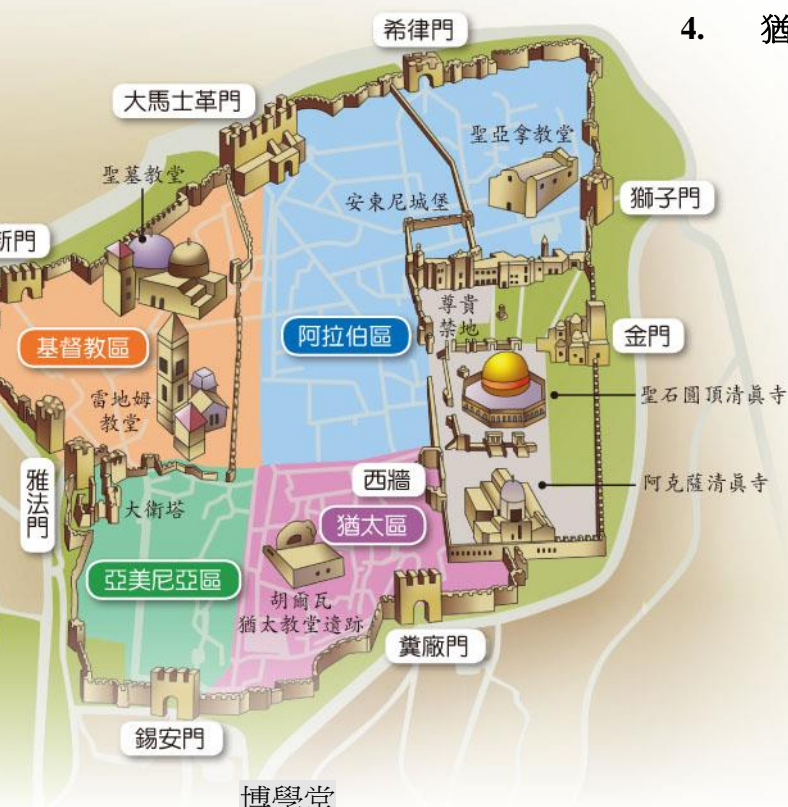 希律門
4. 猶
大馬士革門
聖亞拿教堂
聖墓教堂
安東尼城堡
獅子門
新門
尊貴
禁地
基督教區
阿拉伯區
金門
雷地姆
教堂
聖石圓頂清眞寺
雅法門
西牆
阿克薩清眞寺
大衛塔
猶太區
亞美尼亞區
胡爾瓦
猶太教堂遺跡
糞廠門
錫安門
博學堂